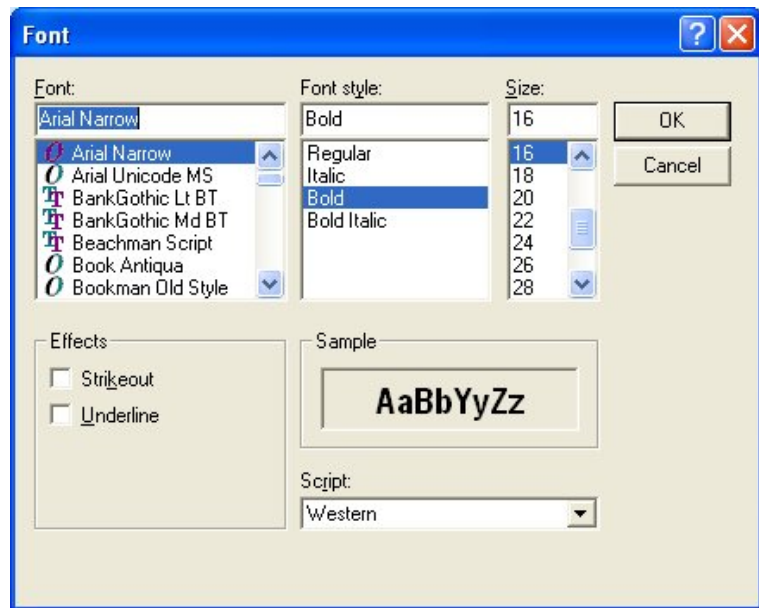 Font
Font:
Font style:
Size:
Arial Narrow
Bold
16
OK
Cancel
Arial Narrow
Arial Unicode MS
BankGothic Lt BT
BankGothic Md BT
Beachman Script
Book Antiqua
Bookman Old Style
Regular
Italic
Bold
Bold Italic
16
18
20
22
24
26
28
Effects
Strikeout
Underline
Sample
AaBbYyZz
Script:
Western